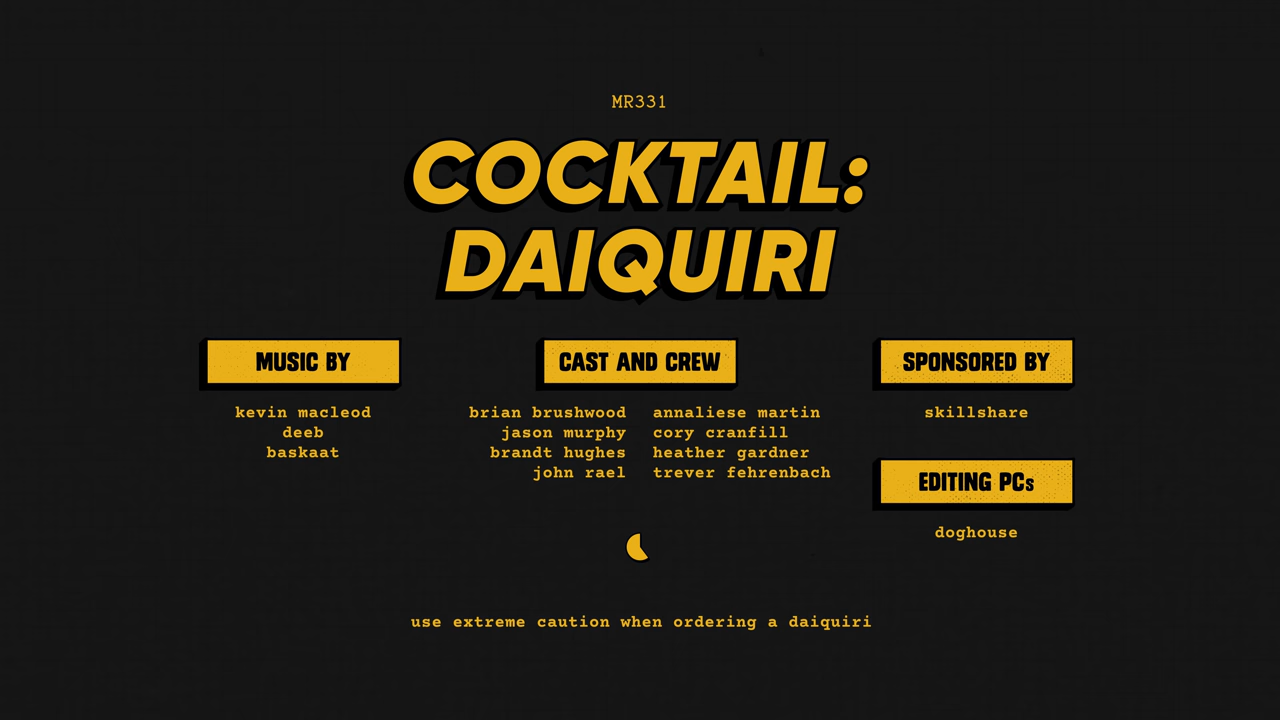 MR331
COCKTAIL:
DAIQUIRI
MUSIC BY
kevin macleod
deeb
baskaat
CAST AND CREW
brian brushwood
jason murphy
brandt hughes
john rael
annaliese martin
cory cranfill
heather gardner
trever fehrenbach
SPONSORED BY
skillshare
EDITING PCs
doghouse
use extreme caution when ordering a daiquiri